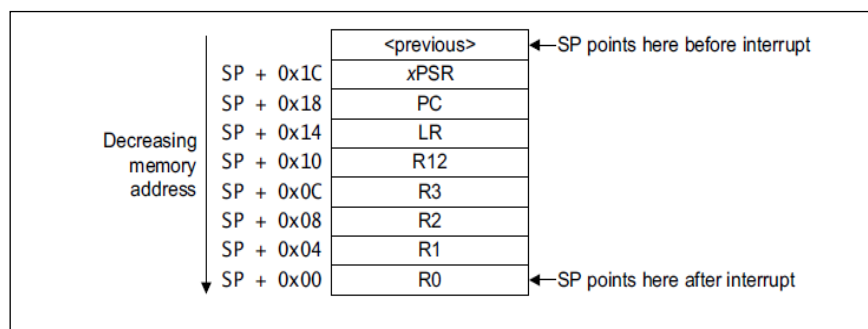 <previous> SP points here before interrupt
SP + 0x1C xPSR
SP + 0x18 PC
SP + 0x14 LR
Decreasing
memory
address
SP + 0x10 R12
SP + 0x0C R3
SP + 0x08 R2
SP + 0x04 R1
SP + 0x00 R0 SP points here after interrupt